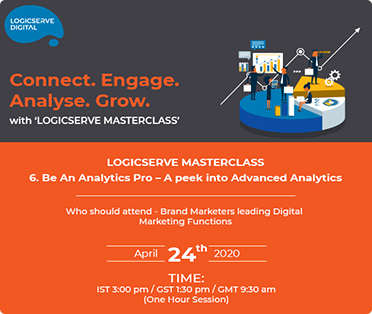 LOGICSERVE
DIGITAL
Connect. Engage.
Analyse. Grow.
with ‘LOGICSERVE MASTERCLASS’
LOGICSERVE MASTERCLASS
6. Be An Analytics Pro – A peek into Advanced Analytics
Who should attend - Brand Marketers leading Digital
Marketing Functions
April 24th 2020
TIME:
IST 3:00 pm / GST 1:30 pm / GMT 9:30 am
(One Hour Session)